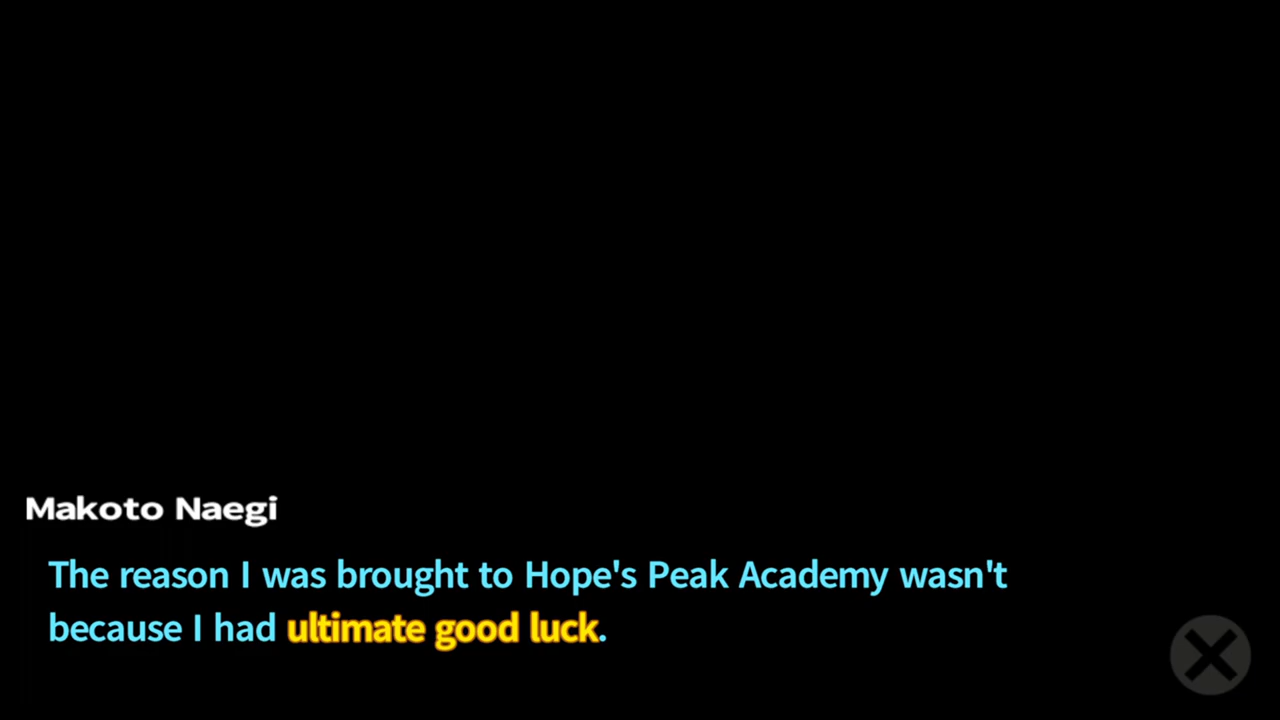 Makoto Naegi
The reason I was brought to Hope's Peak Academy wasn't
because I had ultimate good luck.